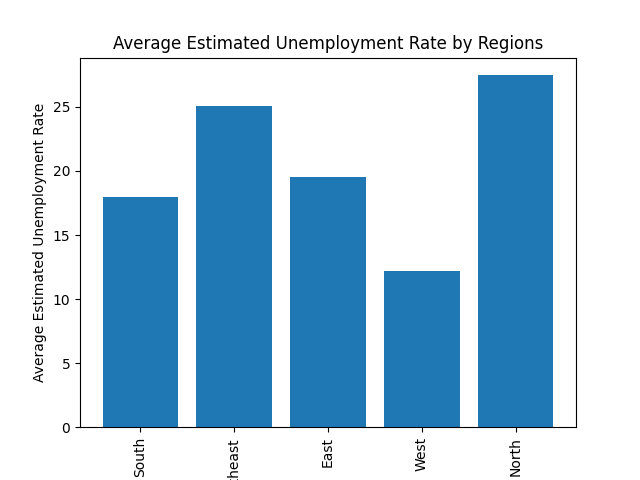 Average Estimated Unemployment Rate by Regions
Average Estimated Unemployment Rate
25
20
15
10
5
0
South
heast
East
West
North